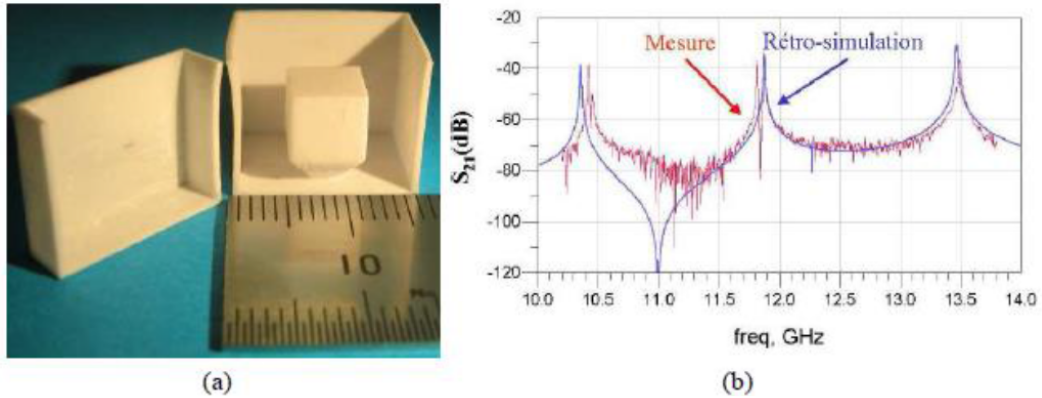 10
(a)
Mesure
Rétro-simulation
S21(dB)
-20
-40
-60
-80
-100
-120
10.0 10.5 11.0 11.5 12.0 12.5 13.0 13.5 14.0
freq, GHz
(b)